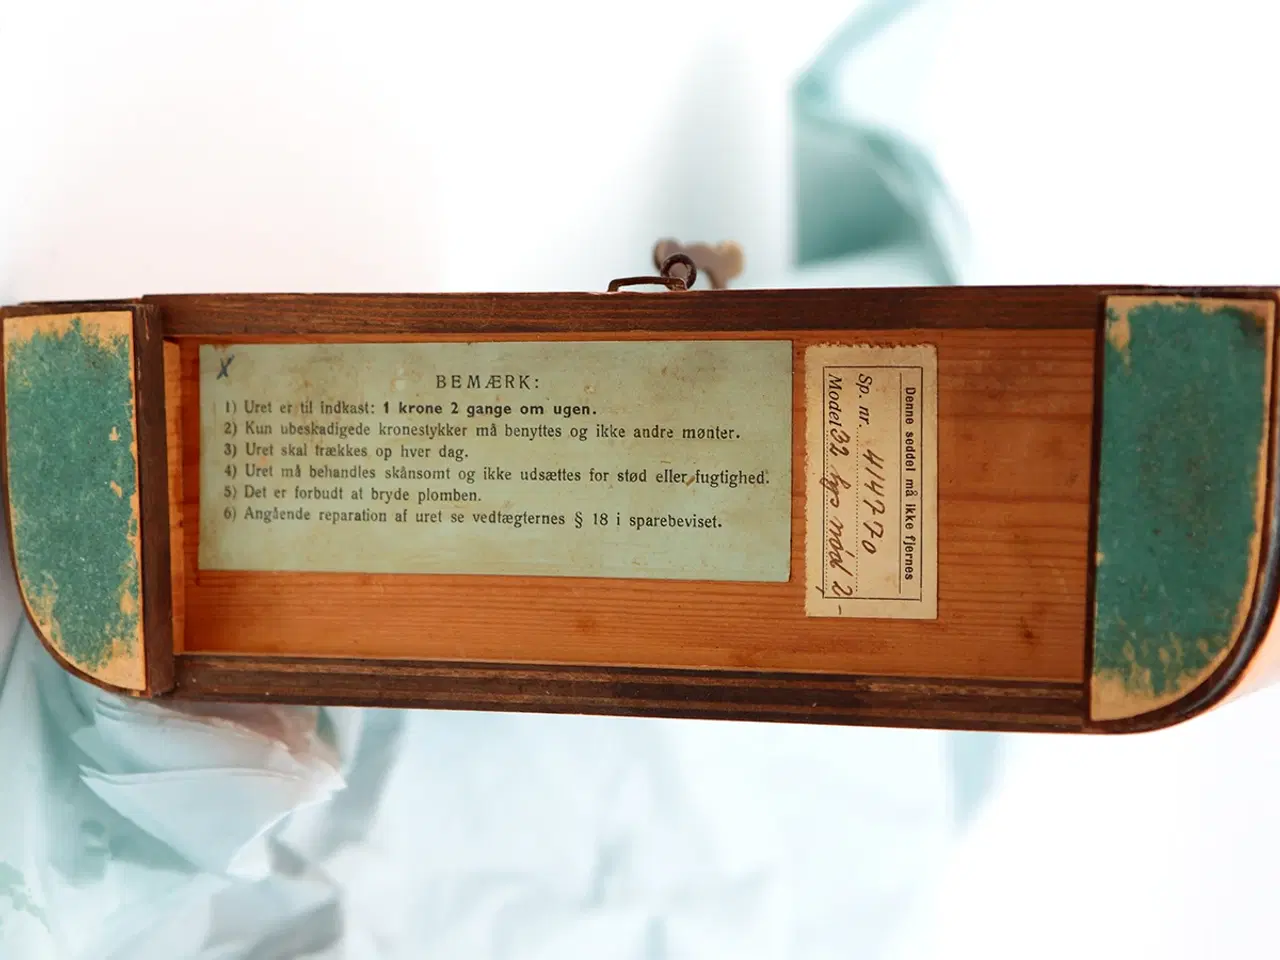 X
BEMÆRK:
1) Uret er til indkast: 1 krone 2 gange om ugen.
2) Kun ubeskadigede kronestykker må benyttes og ikke andre mønter.
3) Uret skal trækkes op hver dag.
4) Uret må behandles skånsomt og ikke udsættes for stød eller fugtighed.
5) Det er forbudt at bryde plomben.
6) Angående reparation af uret se vedtægternes § 18 i sparebeviset.
Denne seddel må ikke fjernes
Sp. nr. 414770
Model 32 lys nød 2,-